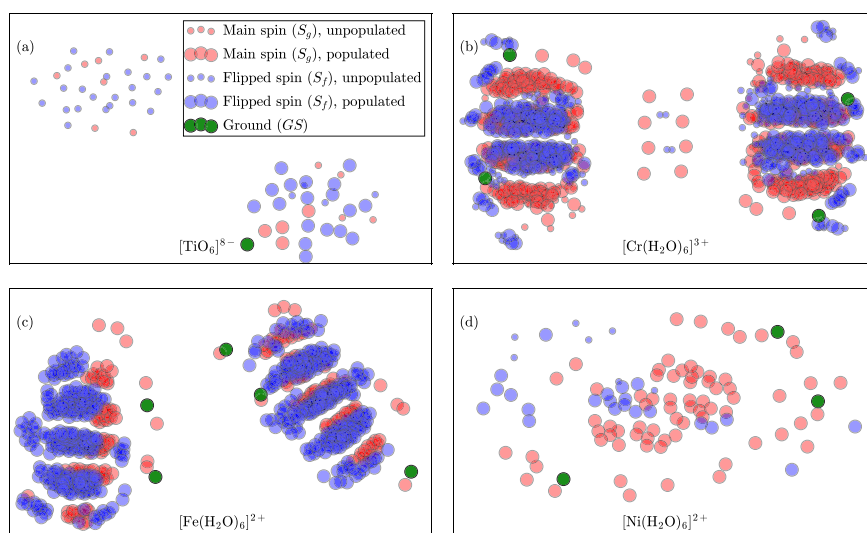 (a)
Main spin (S_g), unpopulated
Main spin (S_g), populated
Flipped spin (S_f), unpopulated
Flipped spin (S_f), populated
Ground (GS)
[TiO₆]⁸⁻
(b)
[Cr(H₂O)₆]³⁺
(c)
[Fe(H₂O)₆]²⁺
(d)
[Ni(H₂O)₆]²⁺